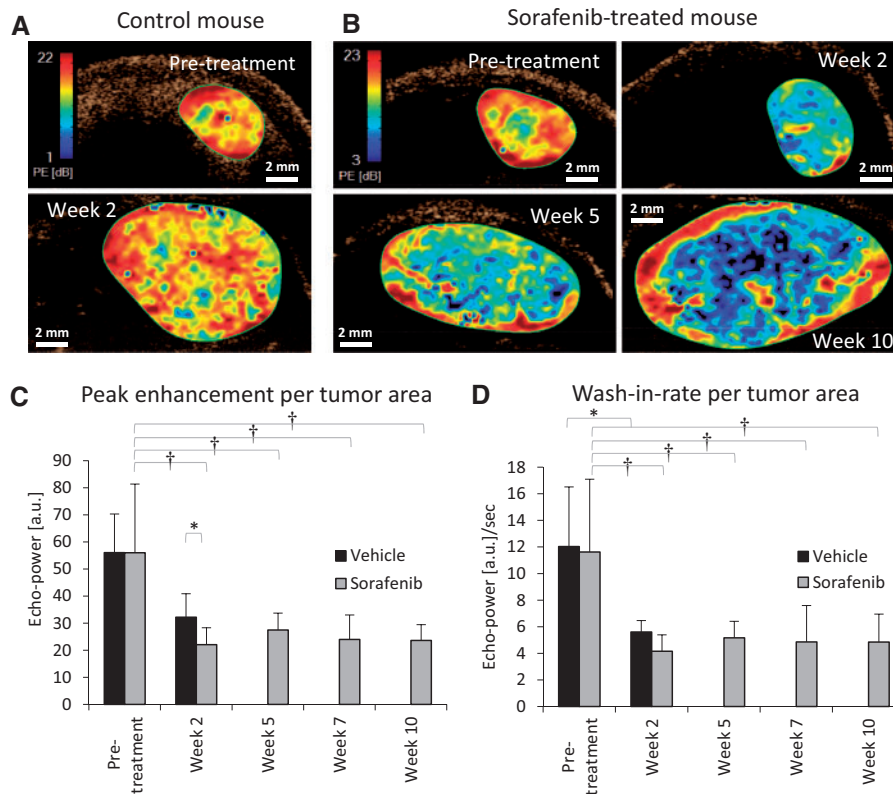 A
Control mouse
22
1
PE [dB]
Pre-treatment
2 mm
Week 2
2 mm
B
Sorafenib-treated mouse
23
3
PE [dB]
Pre-treatment
2 mm
Week 2
2 mm
Week 5
2 mm
2 mm
Week 10
C
Peak enhancement per tumor area
†
†
†
†
*
Echo-power [a.u.]
90
80
70
60
50
40
30
20
10
0
Vehicle
Sorafenib
Pre-
treatment
Week 2
Week 5
Week 7
Week 10
D
Wash-in-rate per tumor area
*
†
†
†
†
Echo-power [a.u.]/sec
18
16
14
12
10
8
6
4
2
0
Vehicle
Sorafenib
Pre-
treatment
Week 2
Week 5
Week 7
Week 10